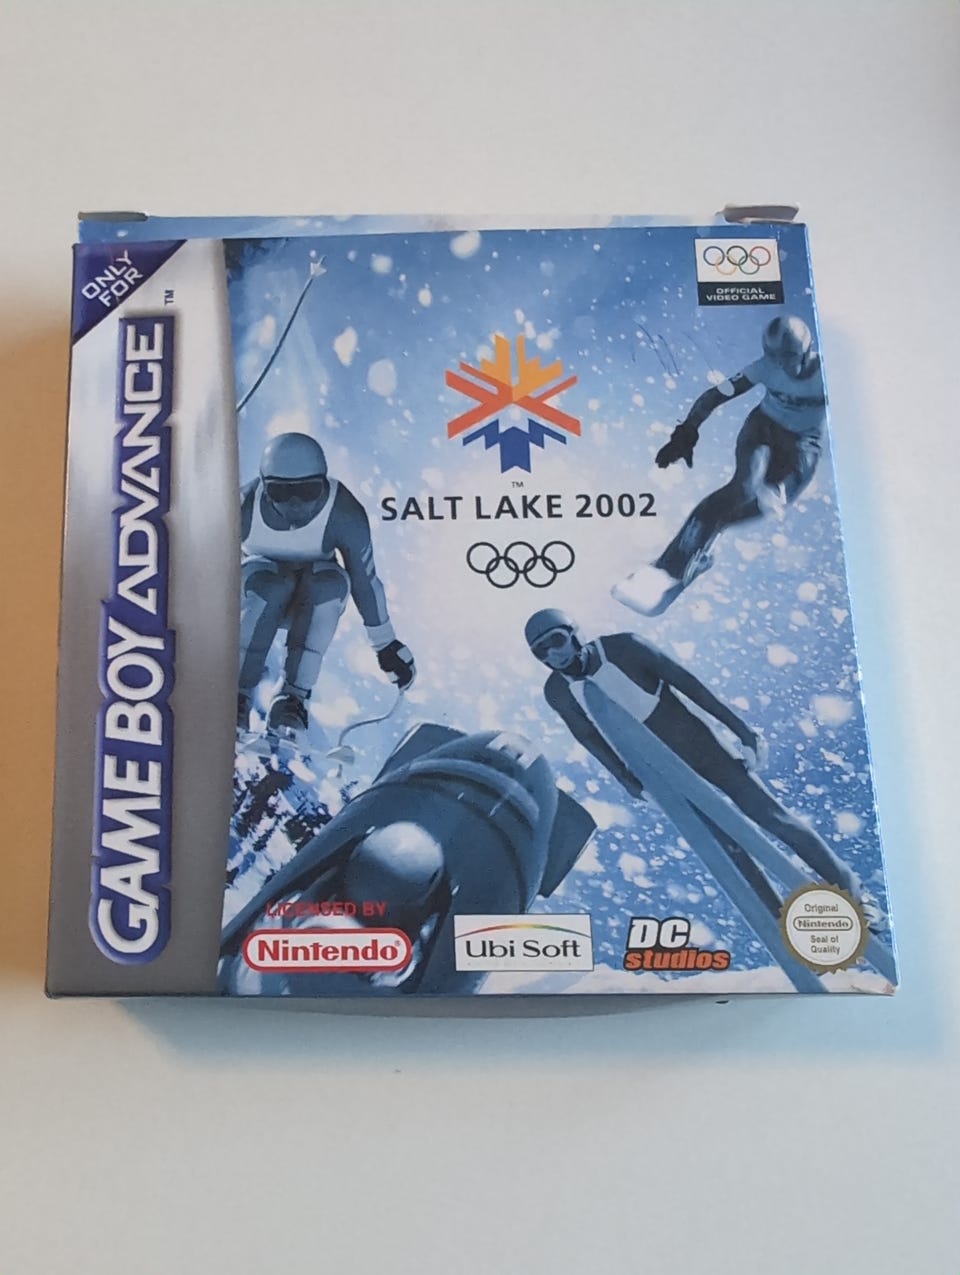 ONLY
FOR
GAME BOY ADVANCE
TM
OFFICIAL
VIDEO GAME
TM
SALT LAKE 2002
LICENSED BY
Nintendo®
Ubi Soft
DC
studios
Original
Nintendo
Seal of
Quality